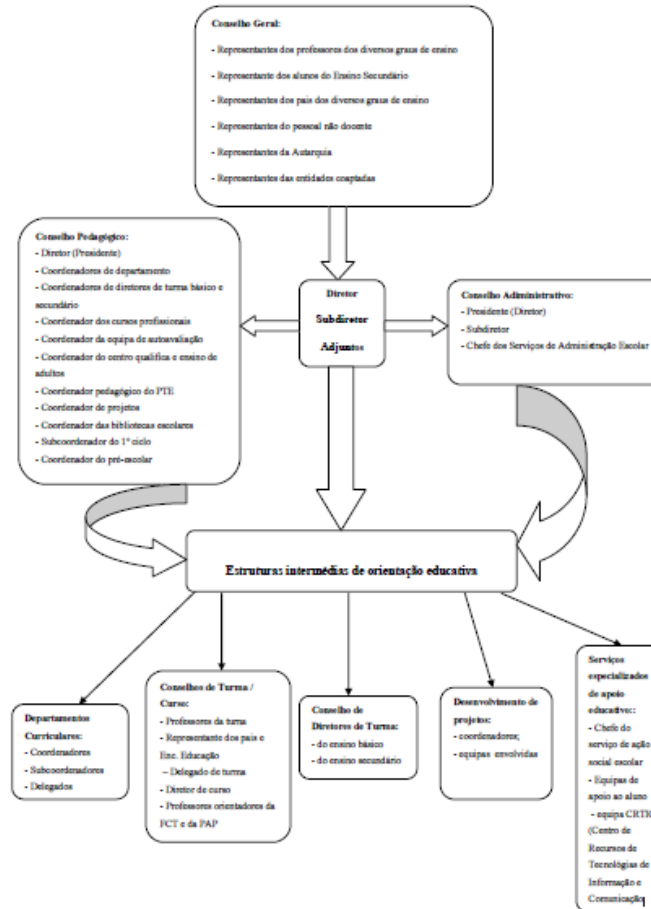 Conselho Geral:
- Representantes dos professores dos diversos graus de ensino
- Representante dos alunos do Ensino Secundário
- Representantes dos pais dos diversos graus de ensino
- Representantes do pessoal não docente
- Representantes da Autarquia
- Representantes das entidades cooptadas
Conselho Pedagógico:
- Diretor (Presidente)
- Coordenadores de departamento
- Coordenadores de diretores de turma básico e
secundário
- Coordenador dos cursos profissionais
- Coordenador da equipa de autoavaliação
- Coordenador do centro qualifica e ensino de
adultos
- Coordenador pedagógico do PTE
- Coordenador de projetos
- Coordenador das bibliotecas escolares
- Subcoordenador do 1º ciclo
- Coordenador do pré-escolar
Diretor
Subdiretor
Adjuntos
Conselho Adiministrativo:
- Presidente (Diretor)
- Subdiretor
- Chefe dos Serviços de Administração Escolar
Estruturas intermédias de orientação educativa
Departamentos
Curriculares:
- Coordenadores
- Subcoordenadores
- Delegados
Conselhos de Turma /
Curso:
- Professores da turma
- Representante dos pais e
Enc. Educação
– Delegado de turma
- Diretor de curso
- Professores orientadores da
FCT e da PAP
Conselho de
Diretores de Turma:
- do ensino básico
- do ensino secundário
Desenvolvimento de
projetos:
- coordenadores;
- equipas envolvidas
Serviços
especializados
de apoio
educativo::
- Chefe do
serviço de ação
social escolar
- Equipas de
apoio ao aluno
- equipa CRTIC
(Centro de
Recursos de
Tecnológias de
Informação e
Comunicação